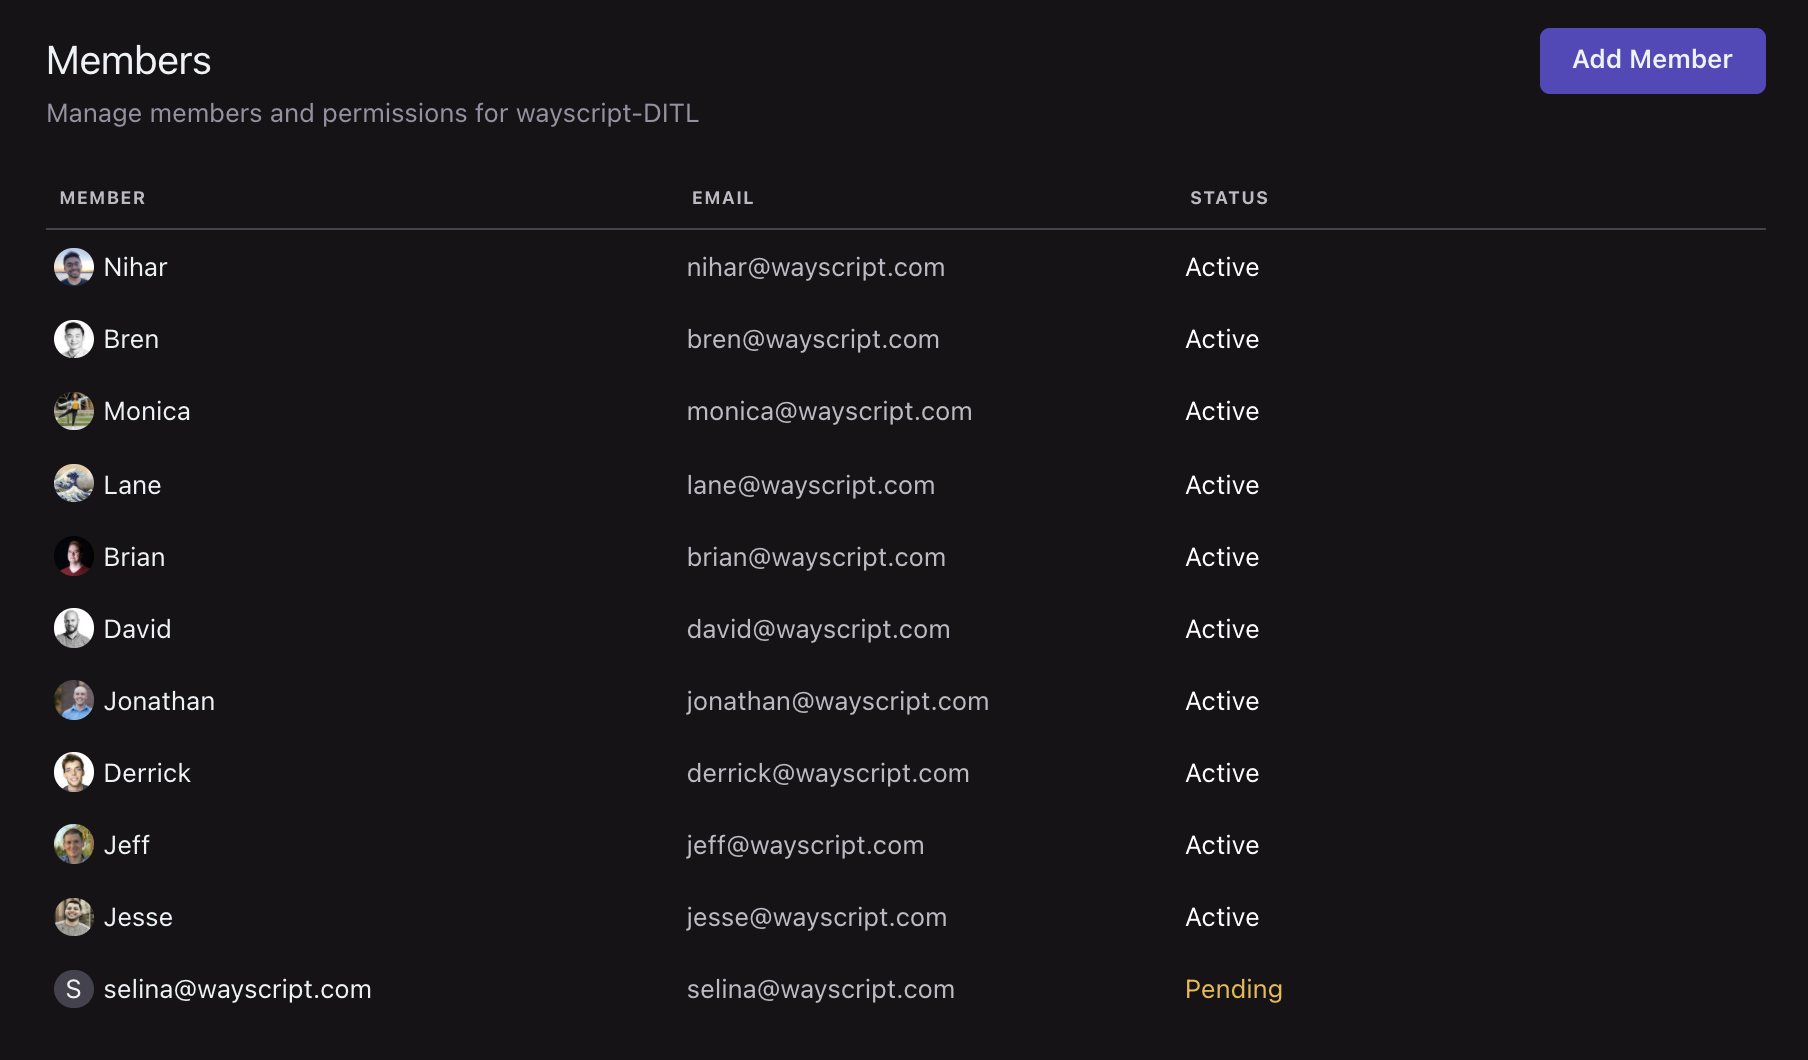 Members
Add Member
Manage members and permissions for wayscript-DITL
MEMBER EMAIL STATUS
Nihar nihar@wayscript.com Active
Bren bren@wayscript.com Active
Monica monica@wayscript.com Active
Lane lane@wayscript.com Active
Brian brian@wayscript.com Active
David david@wayscript.com Active
Jonathan jonathan@wayscript.com Active
Derrick derrick@wayscript.com Active
Jeff jeff@wayscript.com Active
Jesse jesse@wayscript.com Active
S selina@wayscript.com selina@wayscript.com Pending